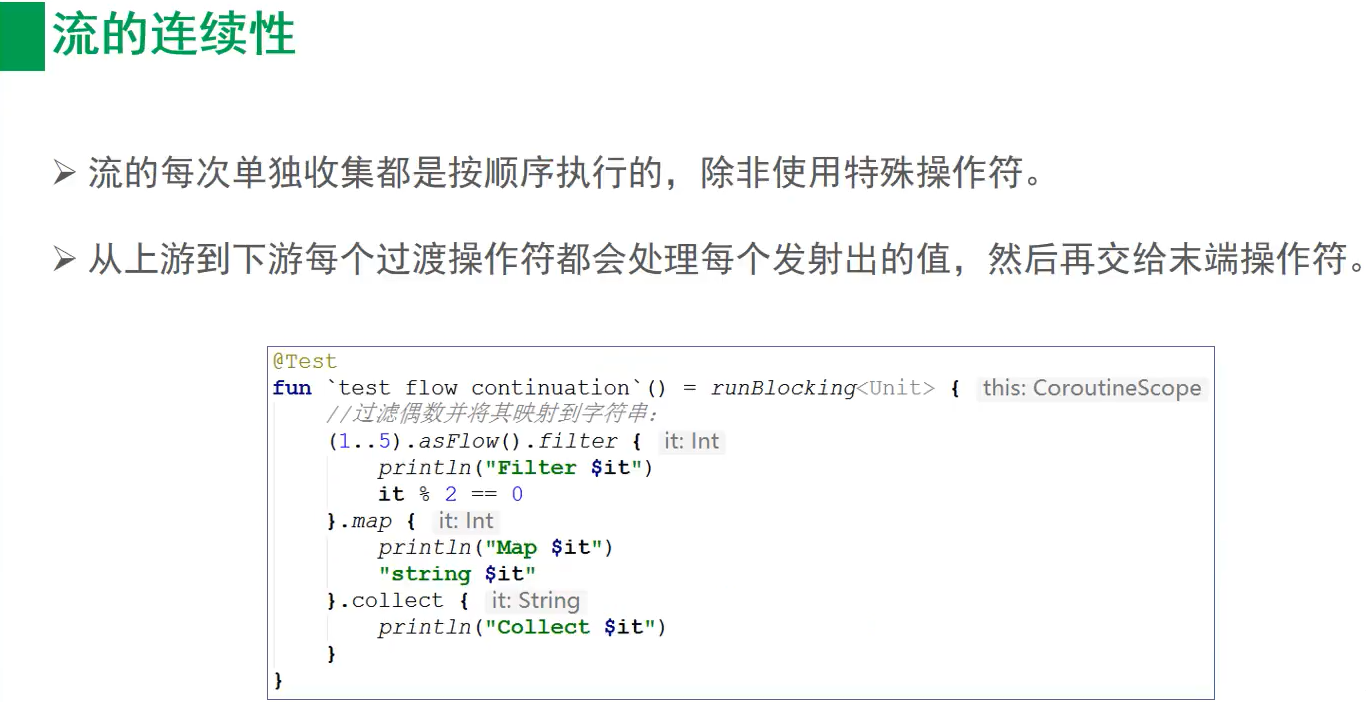 流的连续性
➢ 流的每次单独收集都是按顺序执行的，除非使用特殊操作符。
➢ 从上游到下游每个过渡操作符都会处理每个发射出的值，然后再交给末端操作符。
@Test
fun `test flow continuation`() = runBlocking<Unit> { this: CoroutineScope
//过滤偶数并将其映射到字符串:
(1..5).asFlow().filter { it: Int
println("Filter $it")
it % 2 == 0
}.map { it: Int
println("Map $it")
"string $it"
}.collect { it: String
println("Collect $it")
}
}